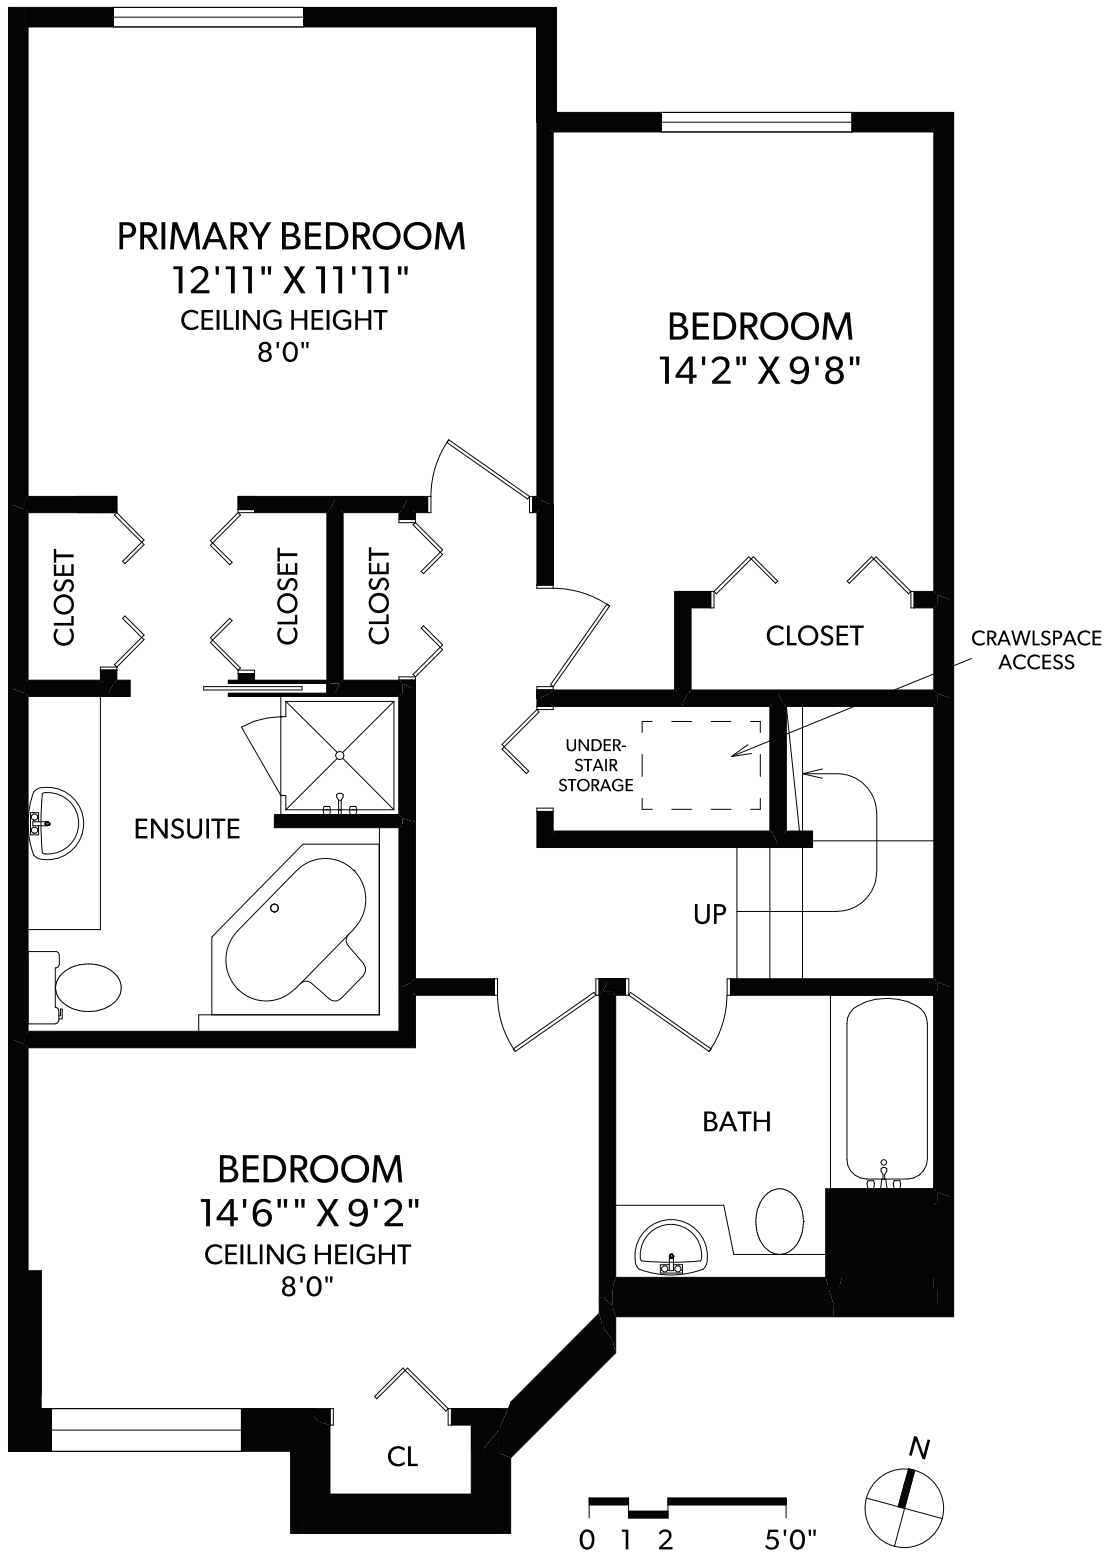 PRIMARY BEDROOM
12'11" X 11'11"
CEILING HEIGHT
8'0"
BEDROOM
14'2" X 9'8"
CLOSET
CLOSET
CLOSET
CLOSET
CRAWLSPACE
ACCESS
UNDER-
STAIR
STORAGE
ENSUITE
UP
BATH
BEDROOM
14'6"" X 9'2"
CEILING HEIGHT
8'0"
CL
N
0 1 2 5'0"